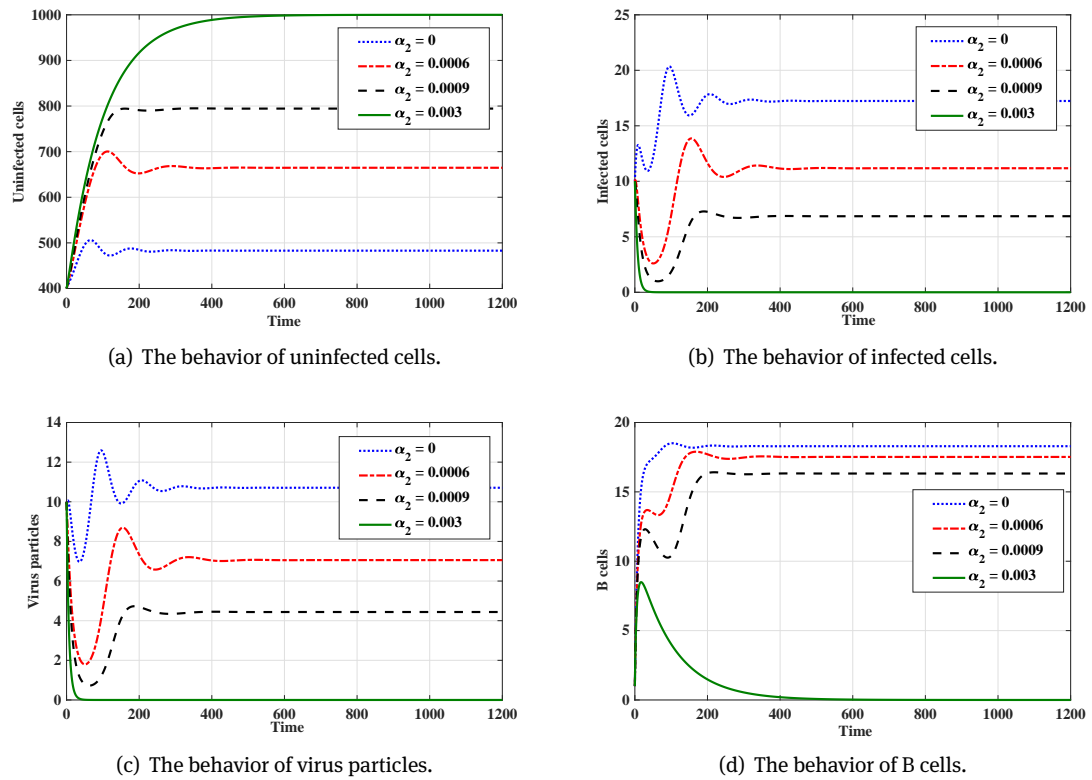 1000
900
800
700
600
500
400
Uninfected cells
α₂ = 0
α₂ = 0.0006
α₂ = 0.0009
α₂ = 0.003
0 200 400 600 800 1000 1200
Time
(a) The behavior of uninfected cells.
25
20
15
10
5
0
Infected cells
α₂ = 0
α₂ = 0.0006
α₂ = 0.0009
α₂ = 0.003
0 200 400 600 800 1000 1200
Time
(b) The behavior of infected cells.
14
12
10
8
6
4
2
0
Virus particles
α₂ = 0
α₂ = 0.0006
α₂ = 0.0009
α₂ = 0.003
0 200 400 600 800 1000 1200
Time
(c) The behavior of virus particles.
20
15
10
5
0
B cells
α₂ = 0
α₂ = 0.0006
α₂ = 0.0009
α₂ = 0.003
0 200 400 600 800 1000 1200
Time
(d) The behavior of B cells.